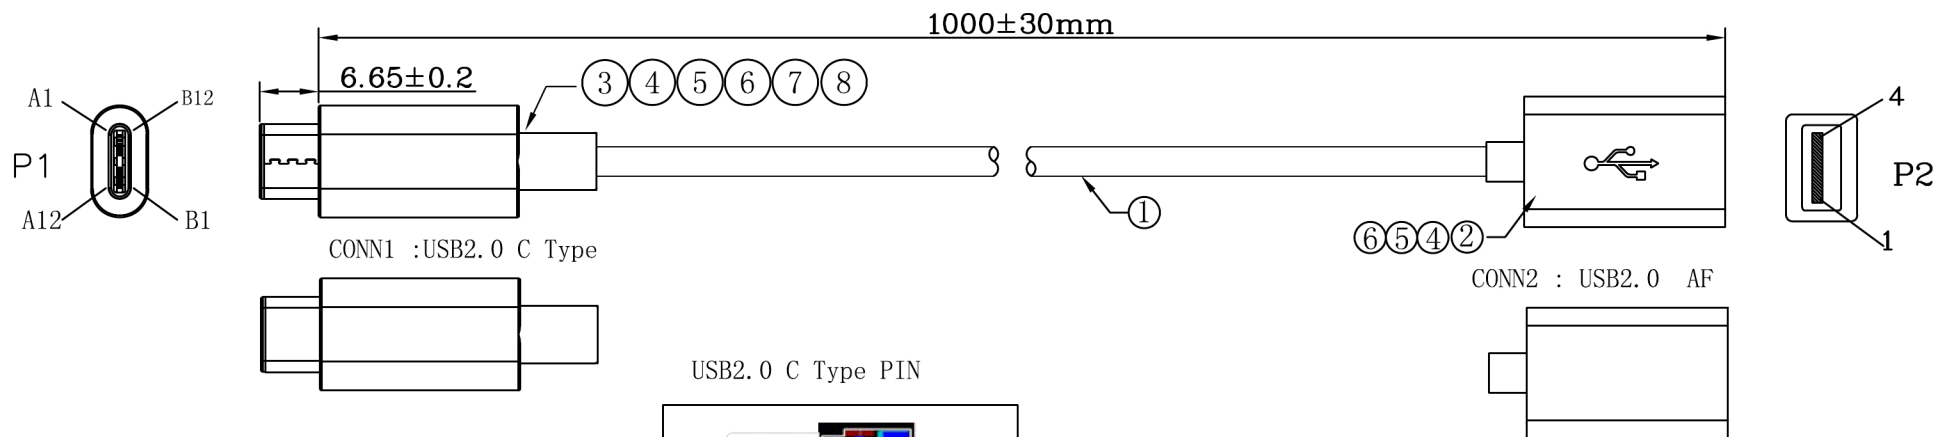 1000±30mm
6.65±0.2
③④⑤⑥⑦⑧
A1
B12
4
P1
P2
A12
B1
①
⑥⑤④②
1
CONN1 :USB2.0 C Type
CONN2 : USB2.0 AF
USB2.0 C Type PIN